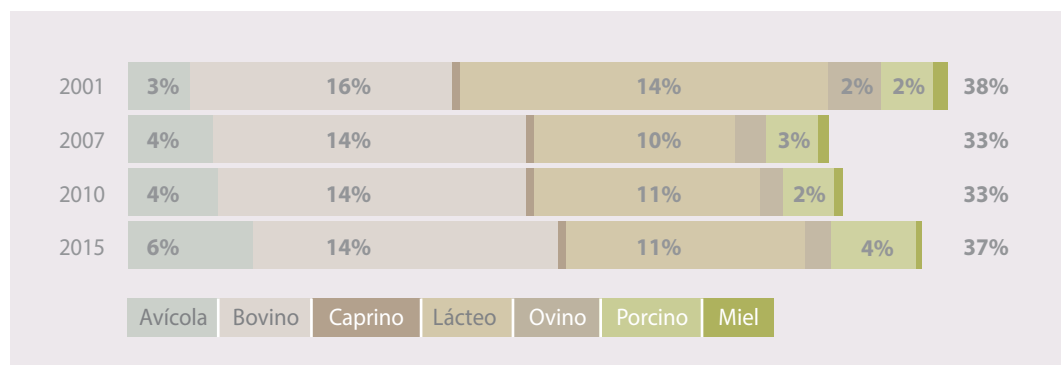 2001 3% 16% 14% 2% 2% 38%
2007 4% 14% 10% 3% 33%
2010 4% 14% 11% 2% 33%
2015 6% 14% 11% 4% 37%
Avícola Bovino Caprino Lácteo Ovino Porcino Miel